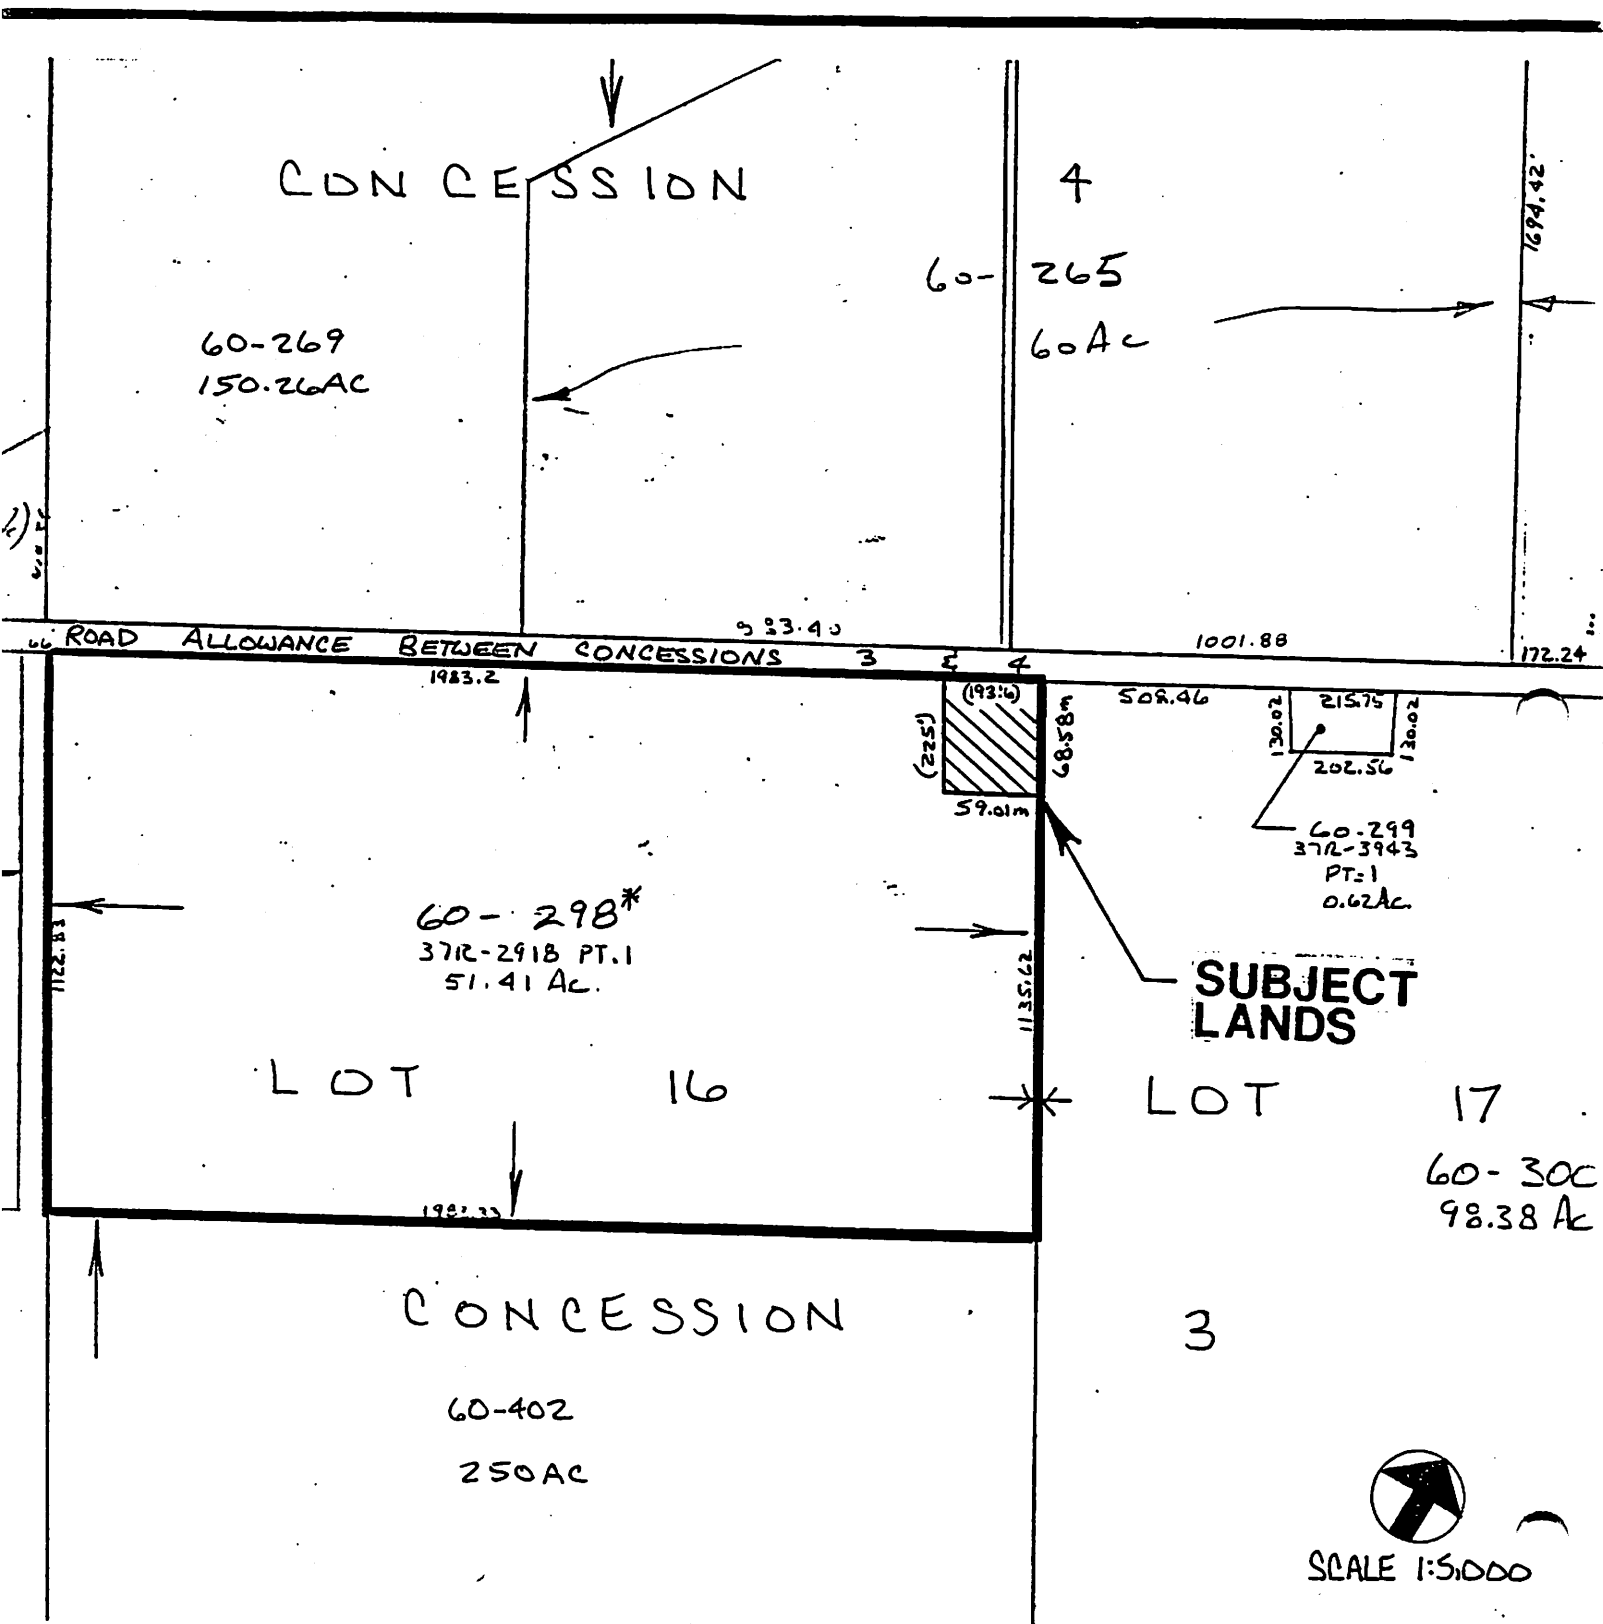 CONCESSION 4
1694.42'
60-265
60Ac
60-269
150.26AC
1001.88
172.24
66' ROAD ALLOWANCE BETWEEN CONCESSIONS 3 & 4
1983.2
(193.6)
(225')
68.58m
59.01m
508.46
130.02
215.75
130.02
202.56
60-299
37R-3943
PT=1
0.62Ac.
60-298*
37R-2918 PT.1
51.41 Ac.
1122.83
1135.62
SUBJECT
LANDS
LOT 16
LOT 17
60-30C
98.38 Ac
CONCESSION 3
60-402
250AC
SCALE 1:5,000